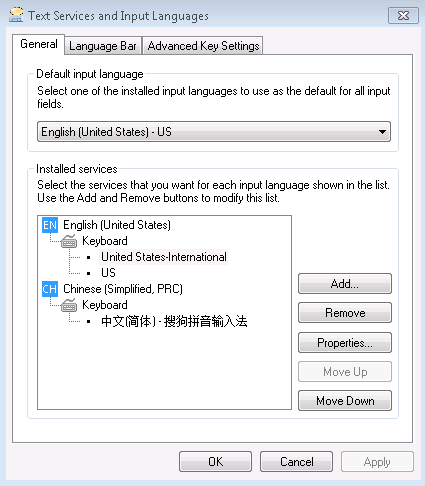 Text Services and Input Languages
General
Language Bar
Advanced Key Settings
Default input language
Select one of the installed input languages to use as the default for all input
fields.
English (United States) - US
Installed services
Select the services that you want for each input language shown in the list.
Use the Add and Remove buttons to modify this list.
EN English (United States)
Keyboard
United States-International
US
CH Chinese (Simplified, PRC)
Keyboard
中文(简体) - 搜狗拼音输入法
Add...
Remove
Properties...
Move Up
Move Down
OK
Cancel
Apply